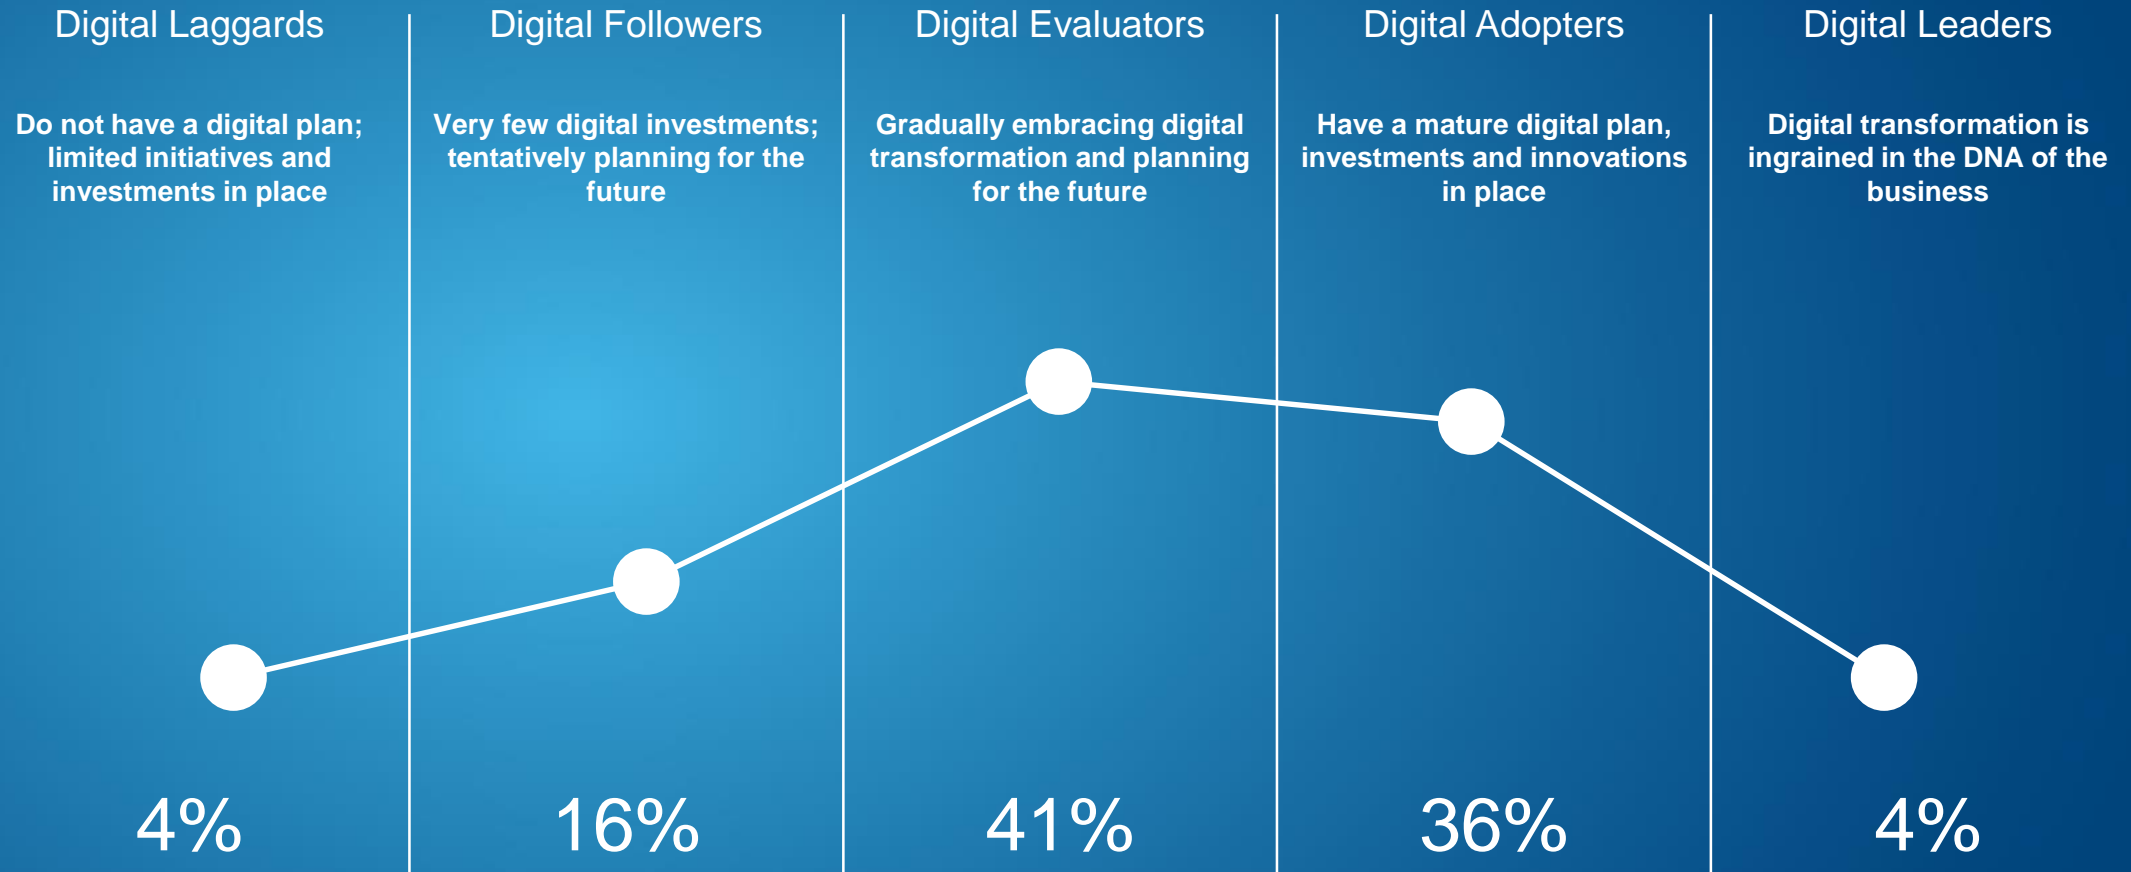 Digital Laggards
Do not have a digital plan;
limited initiatives and
investments in place
4%
Digital Followers
Very few digital investments;
tentatively planning for the
future
16%
Digital Evaluators
Gradually embracing digital
transformation and planning
for the future
41%
Digital Adopters
Have a mature digital plan,
investments and innovations
in place
36%
Digital Leaders
Digital transformation is
ingrained in the DNA of the
business
4%